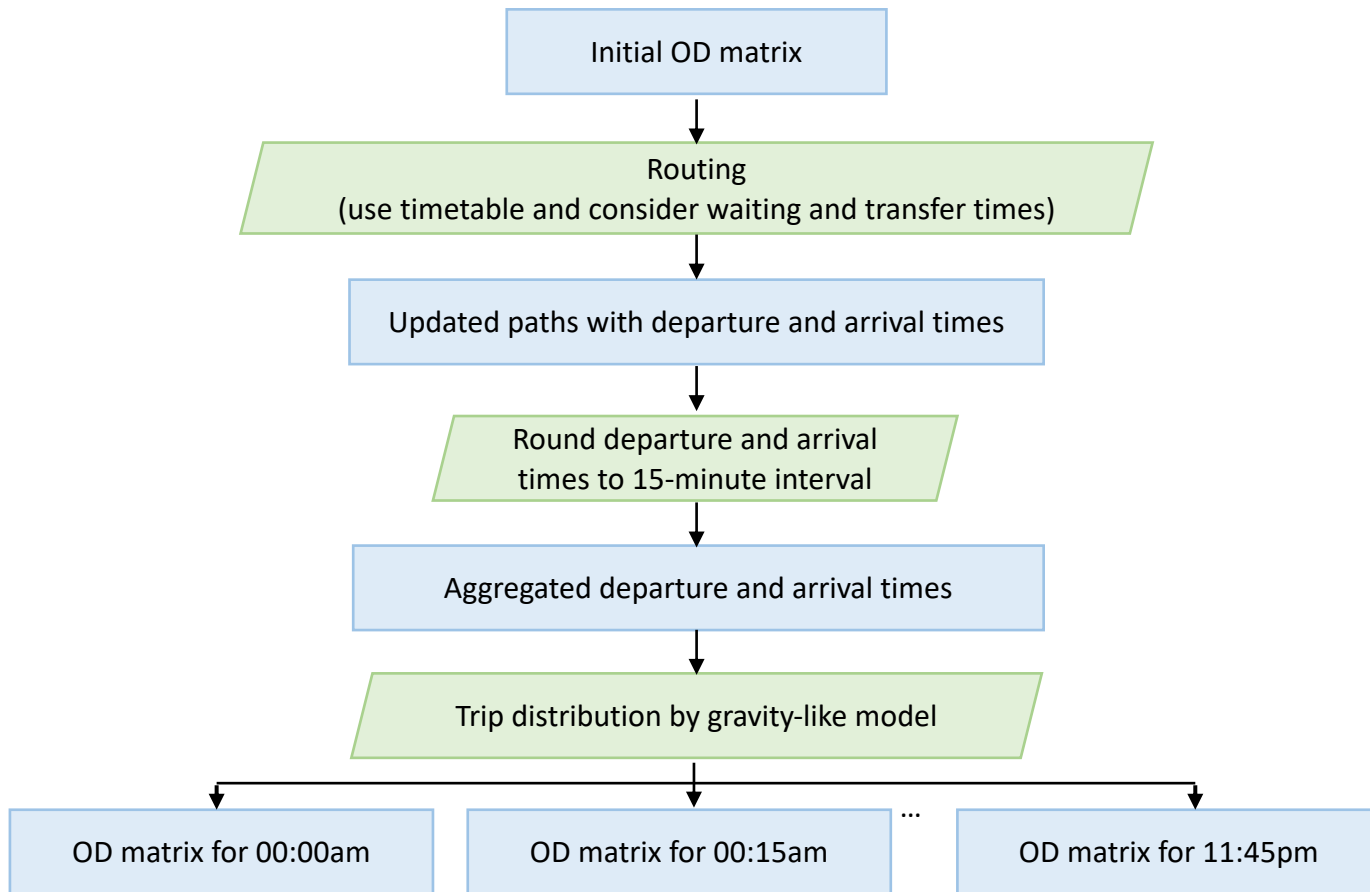 Initial OD matrix
Routing
(use timetable and consider waiting and transfer times)
Updated paths with departure and arrival times
Round departure and arrival
times to 15-minute interval
Aggregated departure and arrival times
Trip distribution by gravity-like model
OD matrix for 00:00am
OD matrix for 00:15am
...
OD matrix for 11:45pm